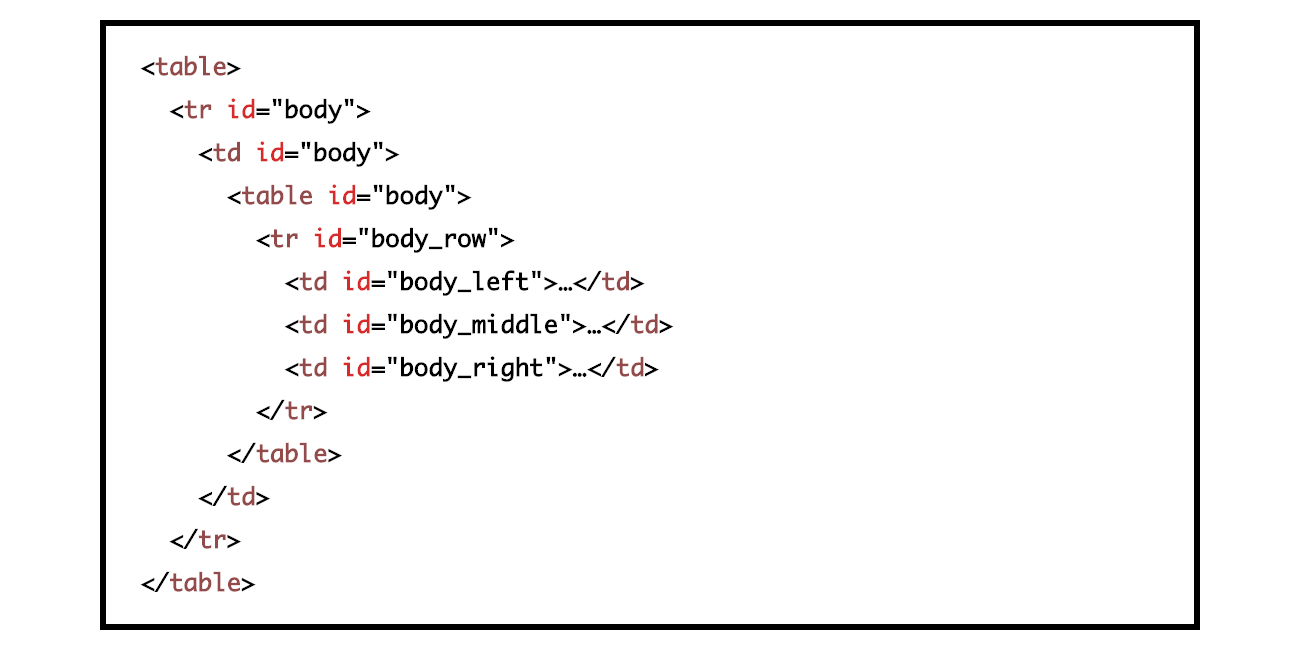 <table>
  <tr id="body">
    <td id="body">
      <table id="body">
        <tr id="body_row">
          <td id="body_left">…</td>
          <td id="body_middle">…</td>
          <td id="body_right">…</td>
        </tr>
      </table>
    </td>
  </tr>
</table>